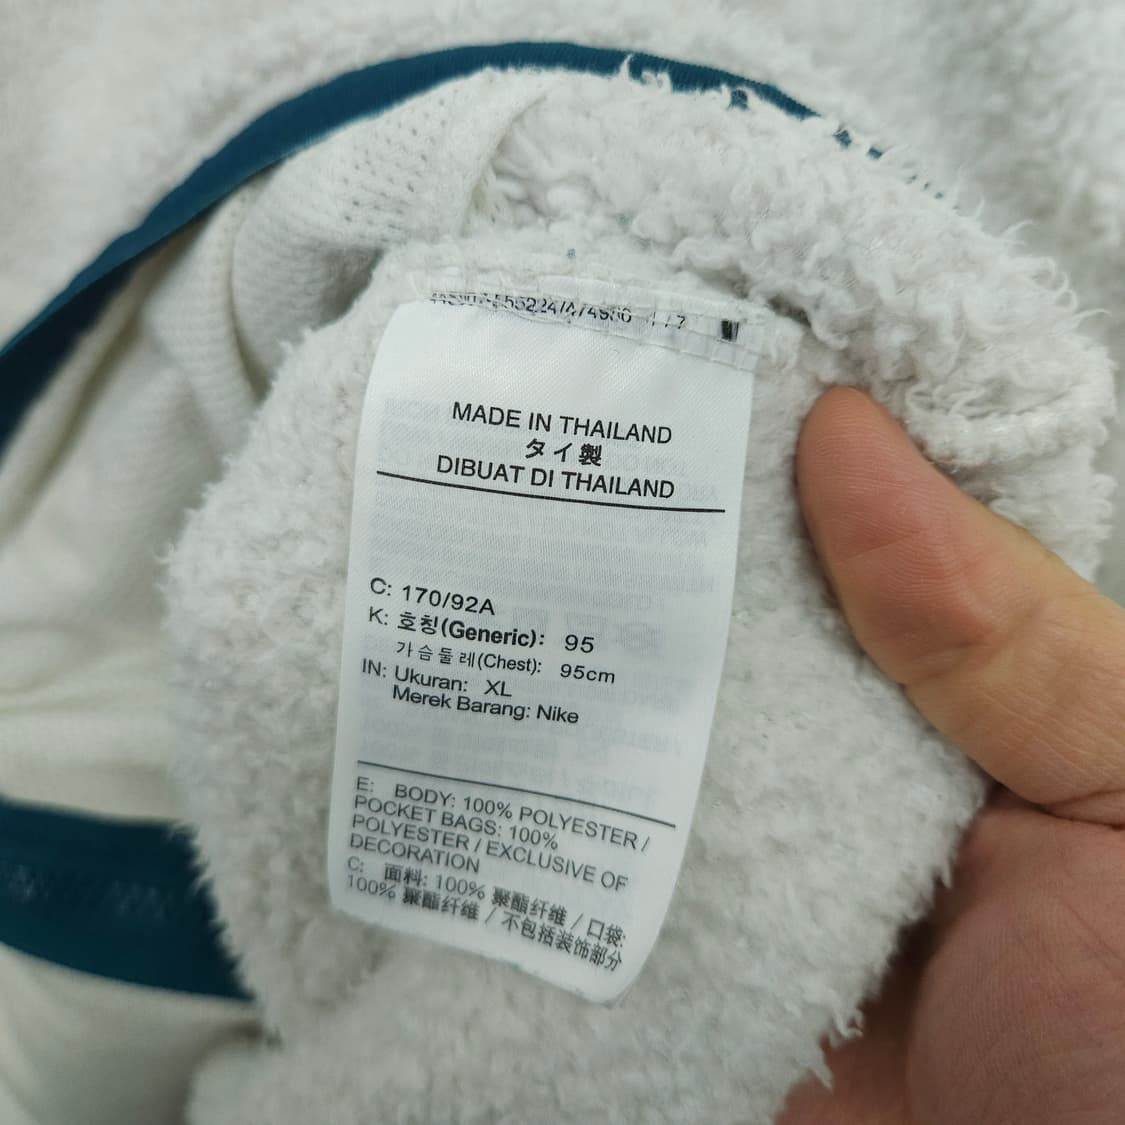 MADE IN THAILAND
タイ製
DIBUAT DI THAILAND
C: 170/92A
K: 호칭(Generic): 95
가슴둘레(Chest): 95cm
IN: Ukuran: XL
Merek Barang: Nike
E: BODY: 100% POLYESTER /
POCKET BAGS: 100%
POLYESTER / EXCLUSIVE OF
DECORATION
C: 面料: 100% 聚酯纤维 / 口袋:
100% 聚酯纤维 / 不包括装饰部分